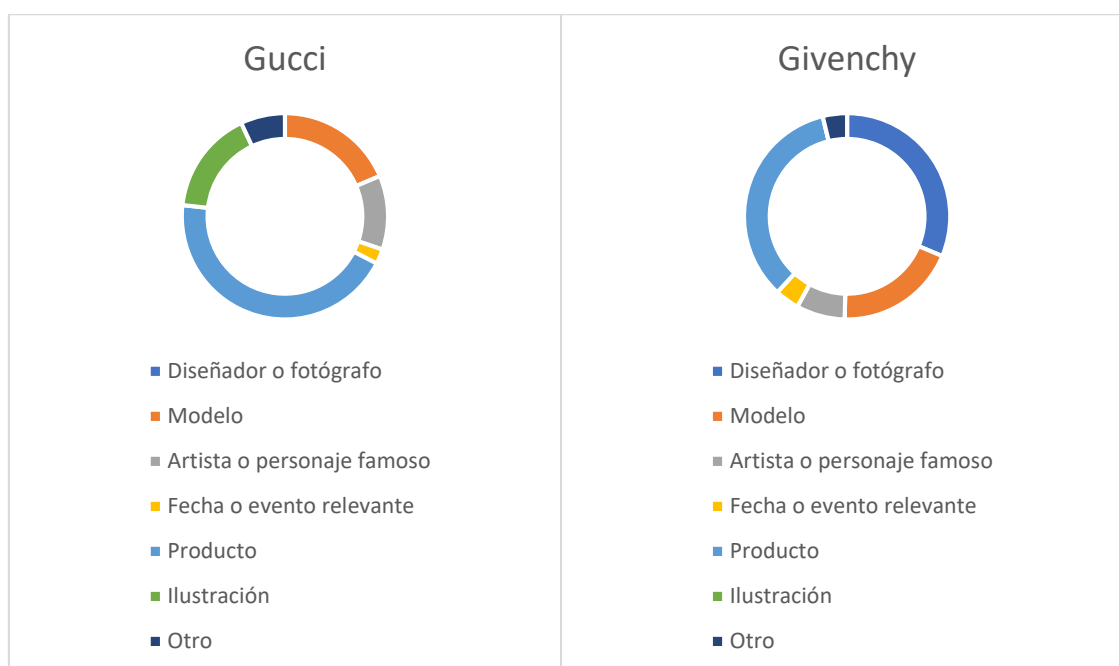 Gucci
Diseñador o fotógrafo
Modelo
Artista o personaje famoso
Fecha o evento relevante
Producto
Ilustración
Otro
Givenchy
Diseñador o fotógrafo
Modelo
Artista o personaje famoso
Fecha o evento relevante
Producto
Ilustración
Otro